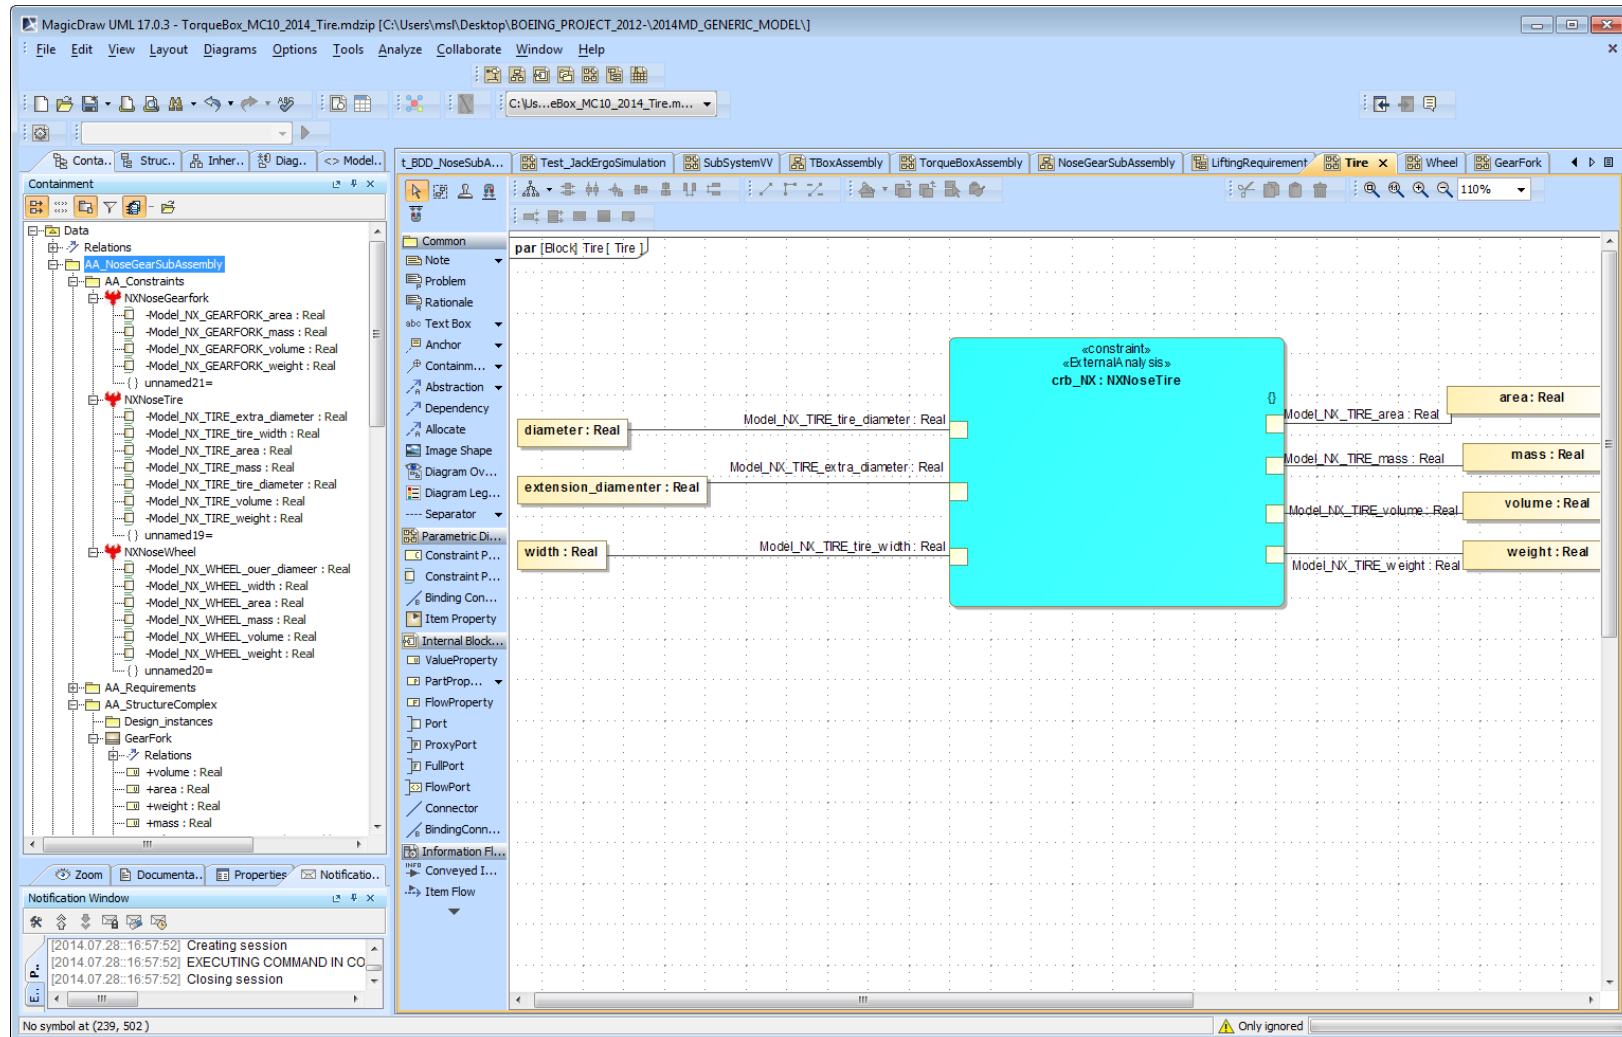 MagicDraw UML 17.0.3 - TorqueBox_MC10_2014_Tire.mdzip [C:\Users\msl\Desktop\BOEING_PROJECT_2012-\2014MD_GENERIC_MODEL\]
File Edit View Layout Diagrams Options Tools Analyze Collaborate Window Help
C:\Us...eBox_MC10_2014_Tire.m...
Conta.. Struc.. Inher.. Diag.. <> Model..
t_BDD_NoseSubA... Test_JackErgoSimulation SubSystemVV TBoxAssembly TorqueBoxAssembly NoseGearSubAssembly LiftingRequirement Tire Wheel GearFork
Containment
110%
Data
Relations
AA_NoseGearSubAssembly
AA_Constraints
NXNoseGearfork
-Model_NX_GEARFORK_area : Real
-Model_NX_GEARFORK_mass : Real
-Model_NX_GEARFORK_volume : Real
-Model_NX_GEARFORK_weight : Real
{} unnamed21=
NXNoseTire
-Model_NX_TIRE_extra_diameter : Real
-Model_NX_TIRE_tire_width : Real
-Model_NX_TIRE_area : Real
-Model_NX_TIRE_mass : Real
-Model_NX_TIRE_tire_diameter : Real
-Model_NX_TIRE_volume : Real
-Model_NX_TIRE_weight : Real
{} unnamed19=
NXNoseWheel
-Model_NX_WHEEL_ouer_diameer : Real
-Model_NX_WHEEL_width : Real
-Model_NX_WHEEL_area : Real
-Model_NX_WHEEL_mass : Real
-Model_NX_WHEEL_volume : Real
-Model_NX_WHEEL_weight : Real
{} unnamed20=
AA_Requirements
AA_StructureComplex
Design_instances
GearFork
Relations
+volume : Real
+area : Real
+weight : Real
+mass : Real
Common
Note
Problem
Rationale
abc Text Box
Anchor
Containm...
Abstraction
Dependency
Allocate
Image Shape
Diagram Ov...
Diagram Leg...
---- Separator
Parametric Di...
Constraint P...
Constraint P...
Binding Con...
Item Property
Internal Block...
ValueProperty
PartProp...
FlowProperty
Port
ProxyPort
FullPort
FlowPort
Connector
BindingConn...
Information Fl...
Conveyed I...
Item Flow
par [Block] Tire [ Tire ]
«constraint»
«ExternalAnalysis»
crb_NX : NXNoseTire
{}
diameter : Real
Model_NX_TIRE_tire_diameter : Real
extension_diamenter : Real
Model_NX_TIRE_extra_diameter : Real
width : Real
Model_NX_TIRE_tire_width : Real
Model_NX_TIRE_area : Real
area : Real
Model_NX_TIRE_mass : Real
mass : Real
Model_NX_TIRE_volume : Real
volume : Real
Model_NX_TIRE_weight : Real
weight : Real
Zoom Documenta.. Properties Notificatio..
Notification Window
P..
E..
[2014.07.28::16:57:52] Creating session
[2014.07.28::16:57:52] EXECUTING COMMAND IN CO
[2014.07.28::16:57:52] Closing session
No symbol at (239, 502 )
Only ignored